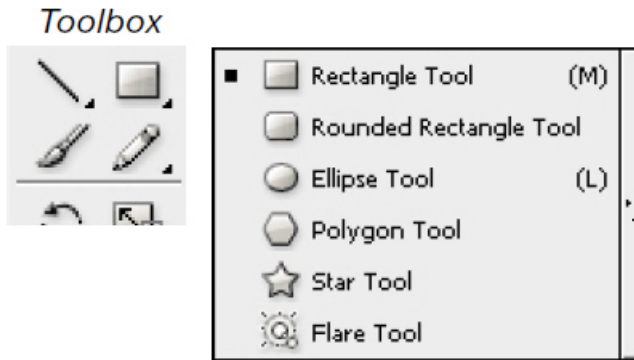 Toolbox
Rectangle Tool (M)
Rounded Rectangle Tool
Ellipse Tool (L)
Polygon Tool
Star Tool
Flare Tool